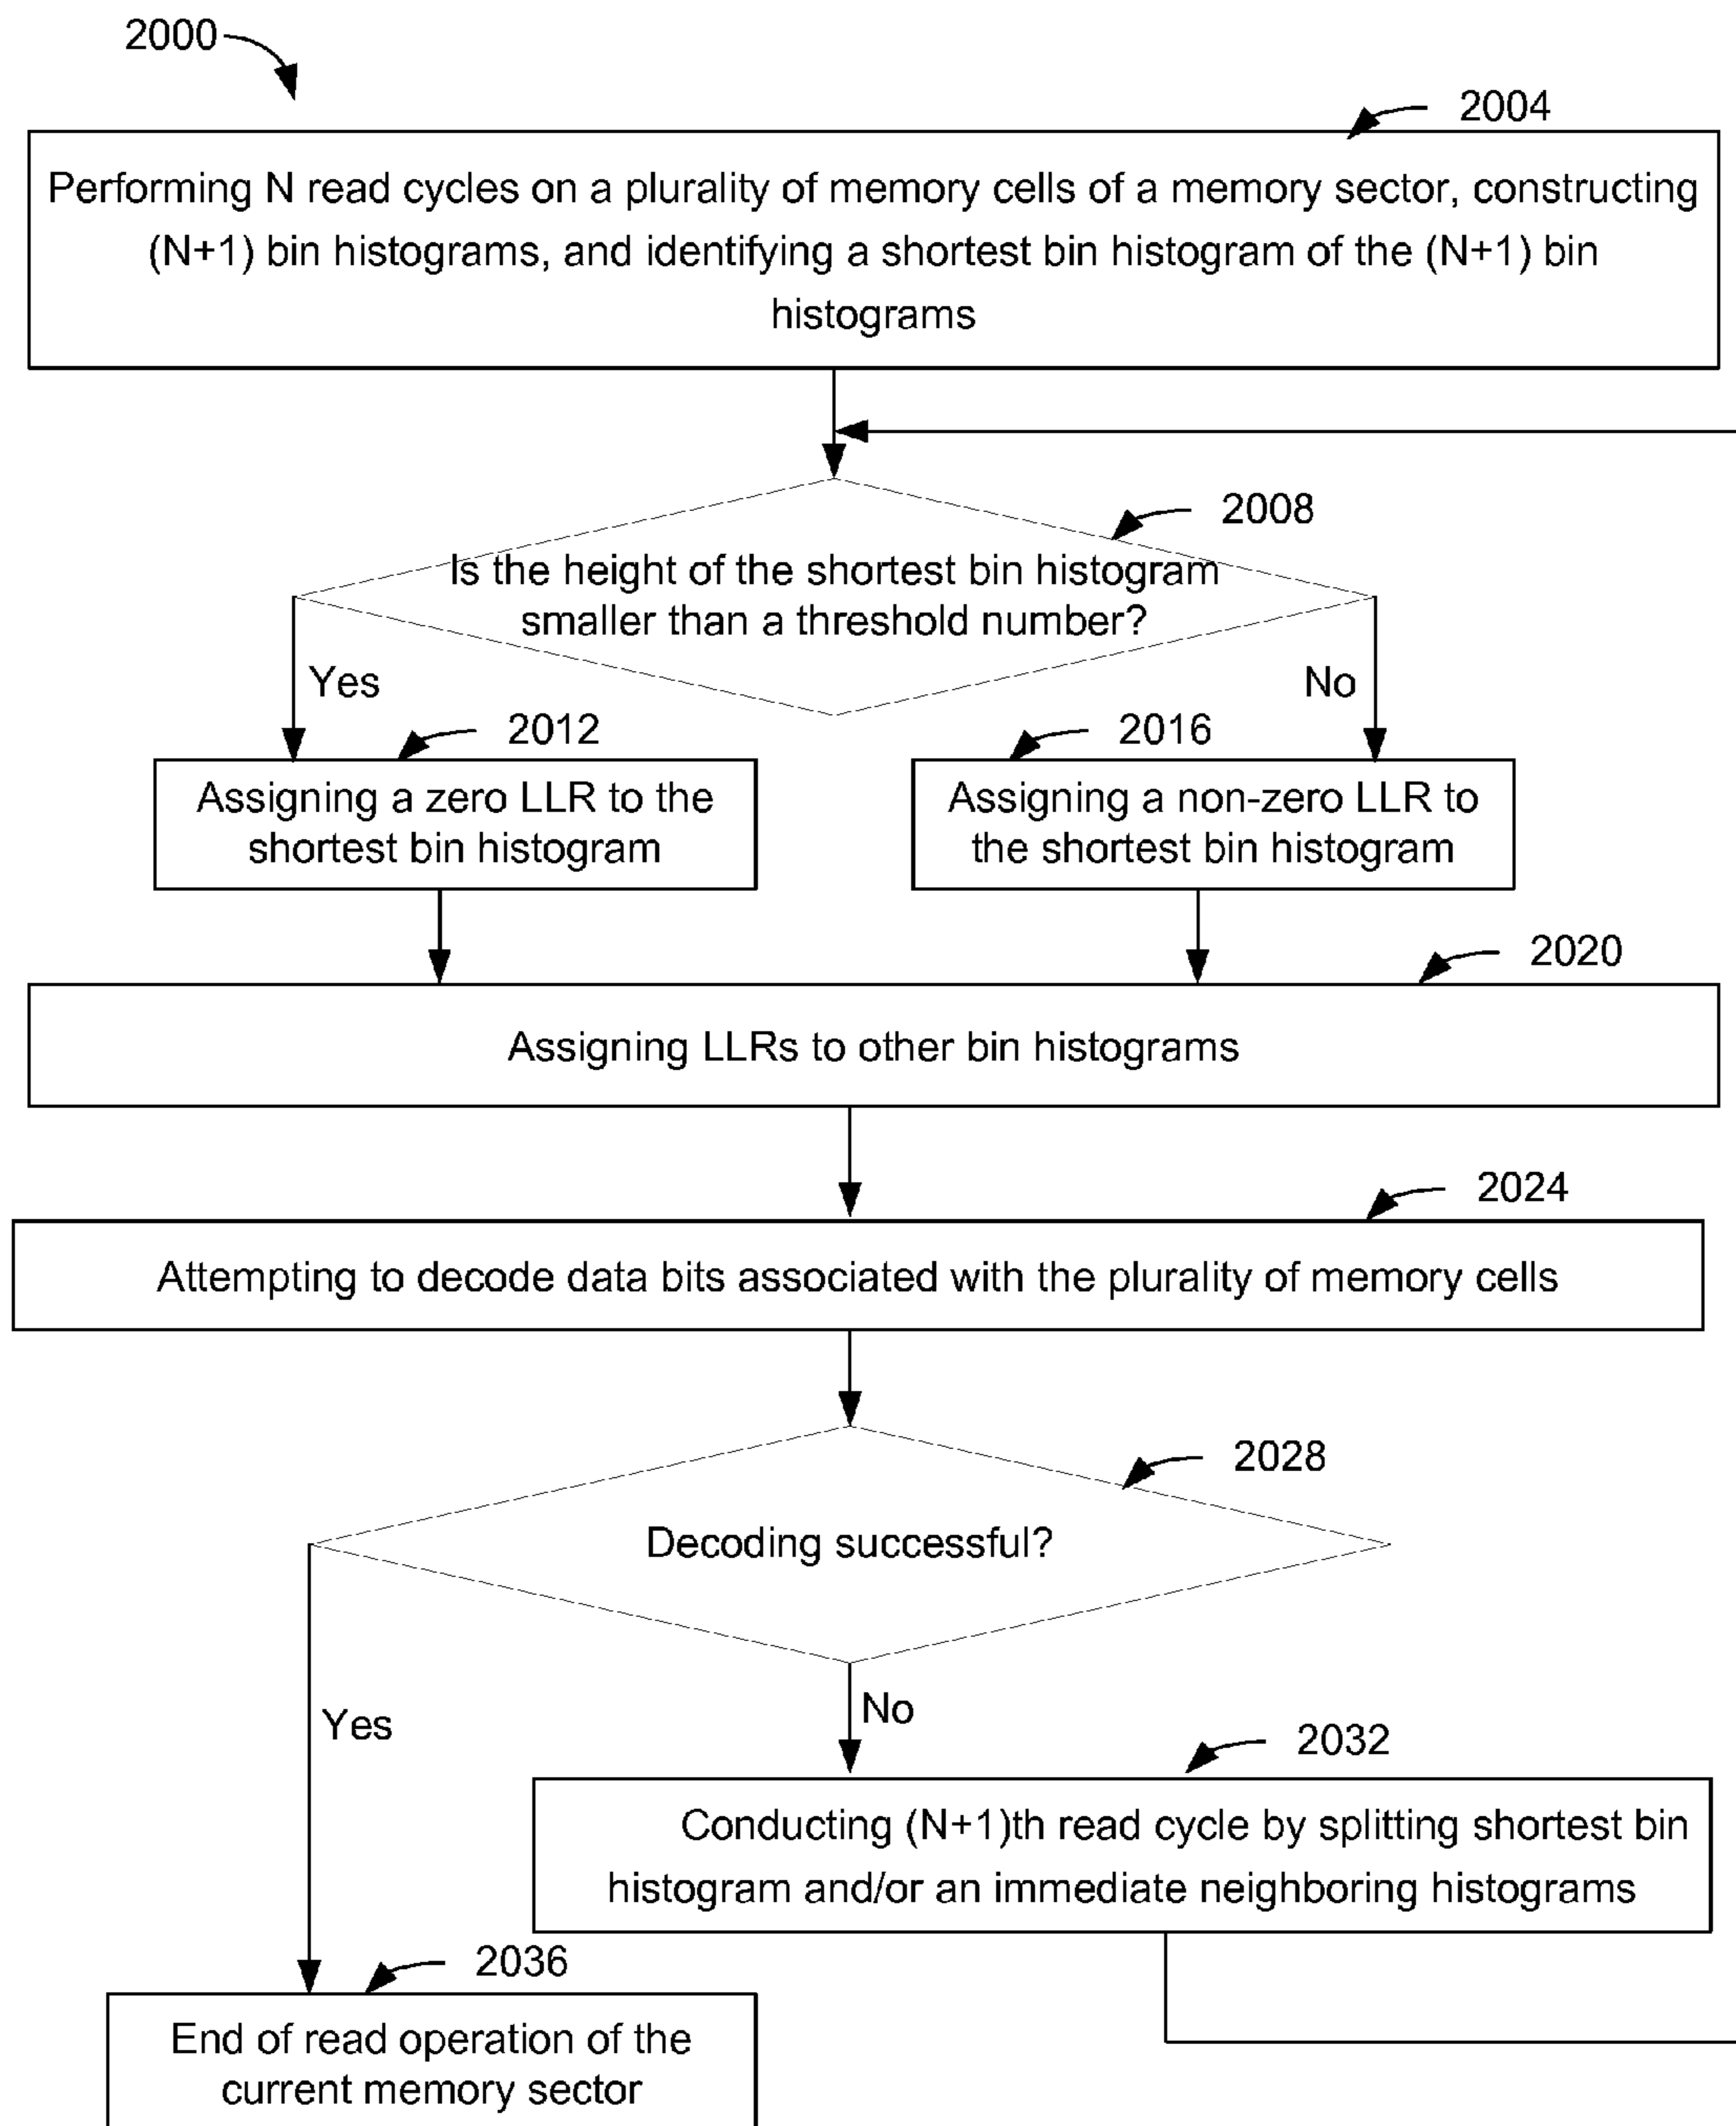 2000
2004
Performing N read cycles on a plurality of memory cells of a memory sector, constructing
(N+1) bin histograms, and identifying a shortest bin histogram of the (N+1) bin
histograms
2008
Is the height of the shortest bin histogram
smaller than a threshold number?
Yes
No
2012
2016
Assigning a zero LLR to the
shortest bin histogram
Assigning a non-zero LLR to
the shortest bin histogram
2020
Assigning LLRs to other bin histograms
2024
Attempting to decode data bits associated with the plurality of memory cells
2028
Decoding successful?
Yes
No
2032
Conducting (N+1)th read cycle by splitting shortest bin
histogram and/or an immediate neighboring histograms
2036
End of read operation of the
current memory sector